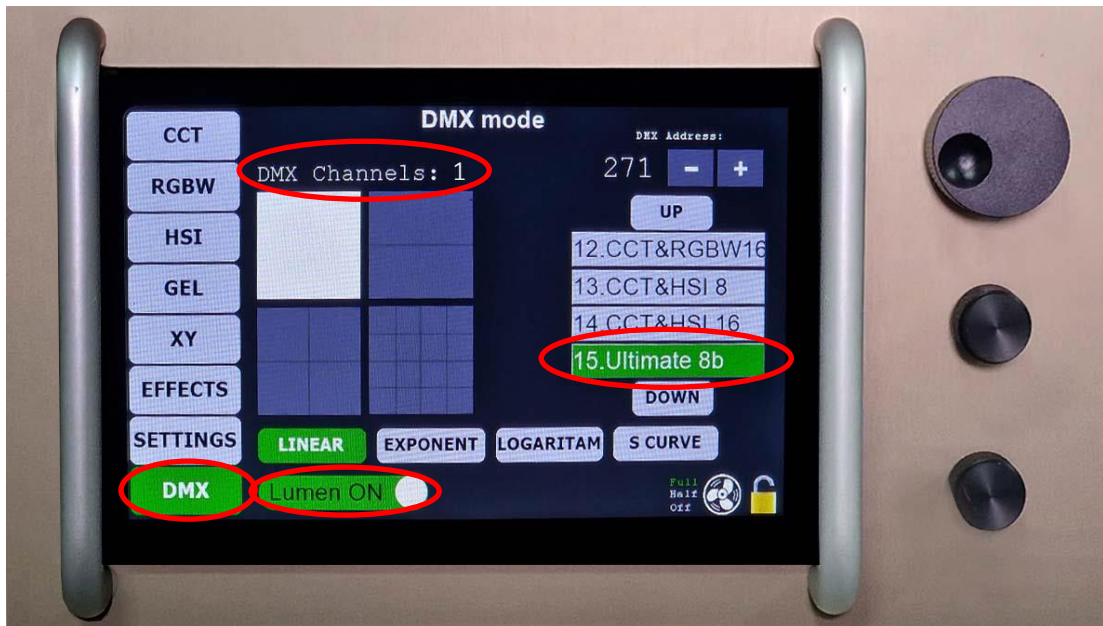 DMX mode
CCT
RGBW
HSI
GEL
XY
EFFECTS
SETTINGS
DMX
DMX Channels: 1
DMX Address:
271 - +
UP
12.CCT&RGBW16
13.CCT&HSI 8
14.CCT&HSI 16
15.Ultimate 8b
DOWN
LINEAR
EXPONENT
LOGARITAM
S CURVE
Lumen ON
Full
Half
Off